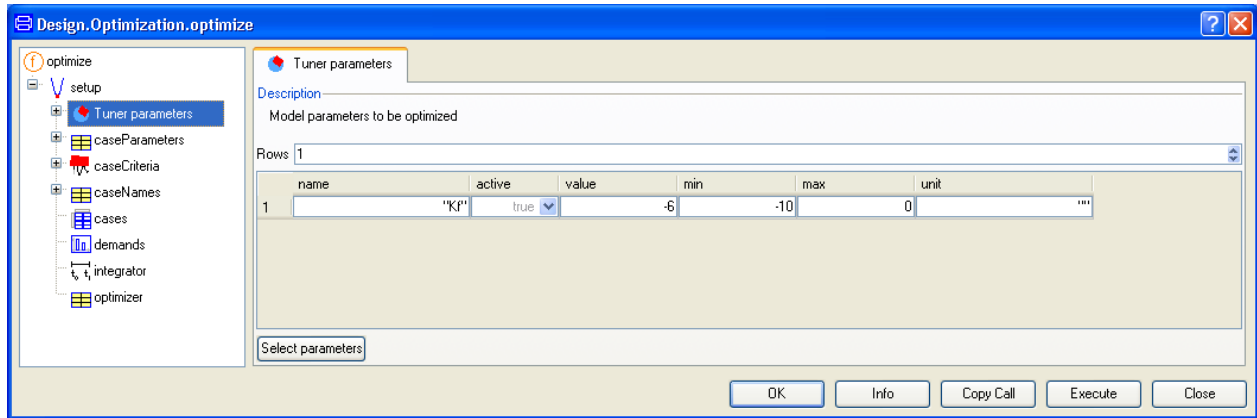 Design.Optimization.optimize
optimize
setup
Tuner parameters
caseParameters
caseCriteria
caseNames
cases
demands
integrator
optimizer
Tuner parameters
Description
Model parameters to be optimized
Rows 1
name active value min max unit
1 "Kf" true -6 -10 0 ""
Select parameters
OK Info Copy Call Execute Close